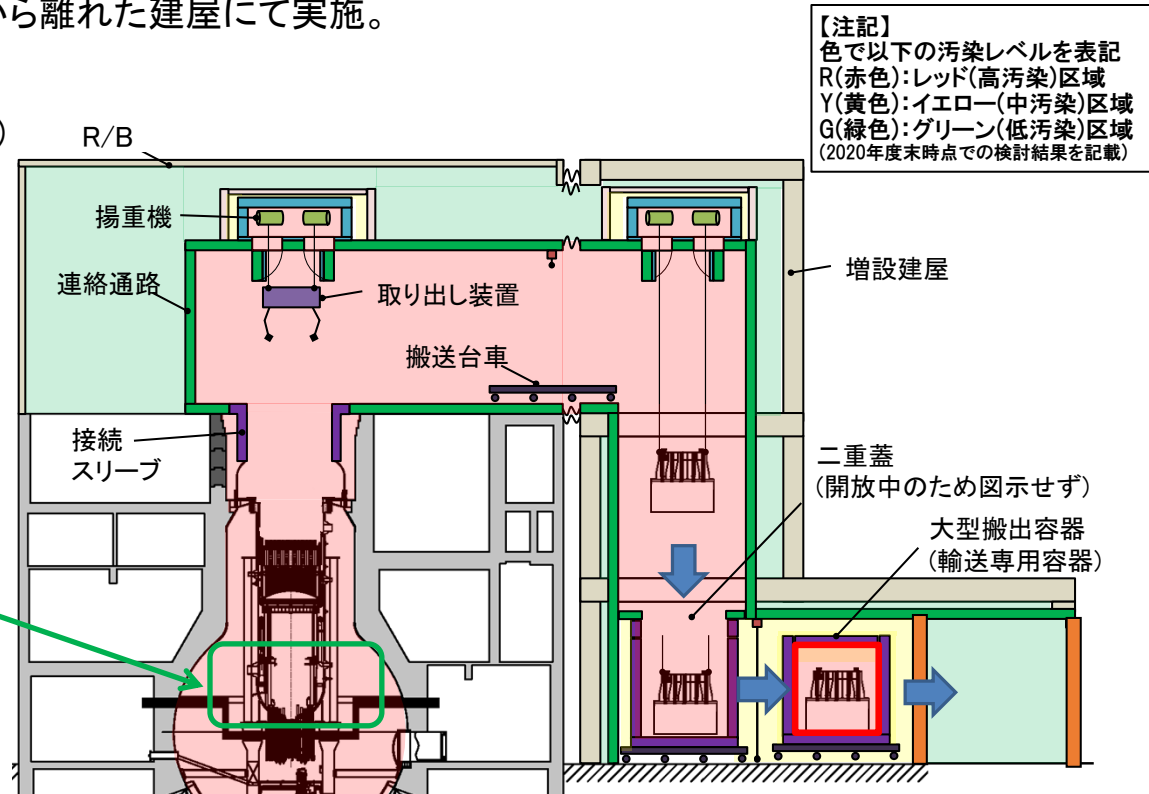 ら離れた建屋にて実施。
【注記】
色で以下の汚染レベルを表記
R(赤色):レッド(高汚染)区域
Y(黄色):イエロー(中汚染)区域
G(緑色):グリーン(低汚染)区域
(2020年度末時点での検討結果を記載)
)
R/B
揚重機
連絡通路
取り出し装置
増設建屋
搬送台車
接続
スリーブ
二重蓋
(開放中のため図示せず)
大型搬出容器
(輸送専用容器)